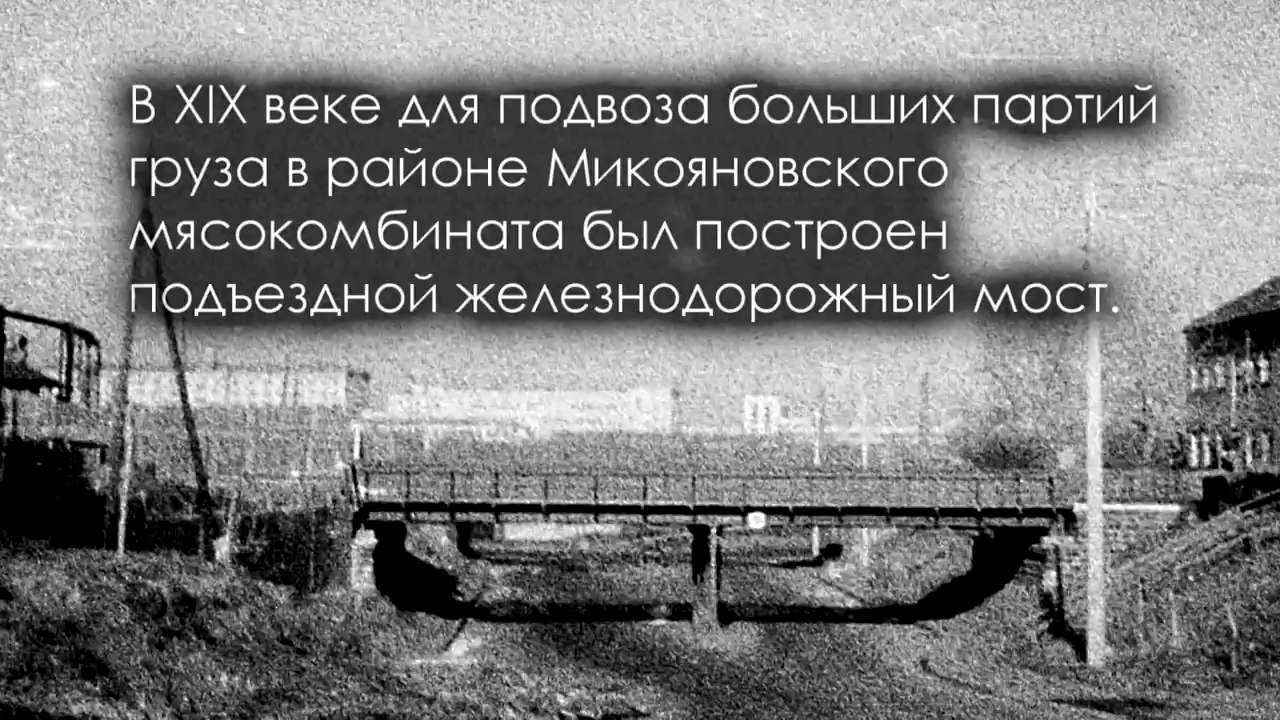 В XIX веке для подвоза больших партий
груза в районе Микояновского
мясокомбината был построен
подъездной железнодорожный мост.